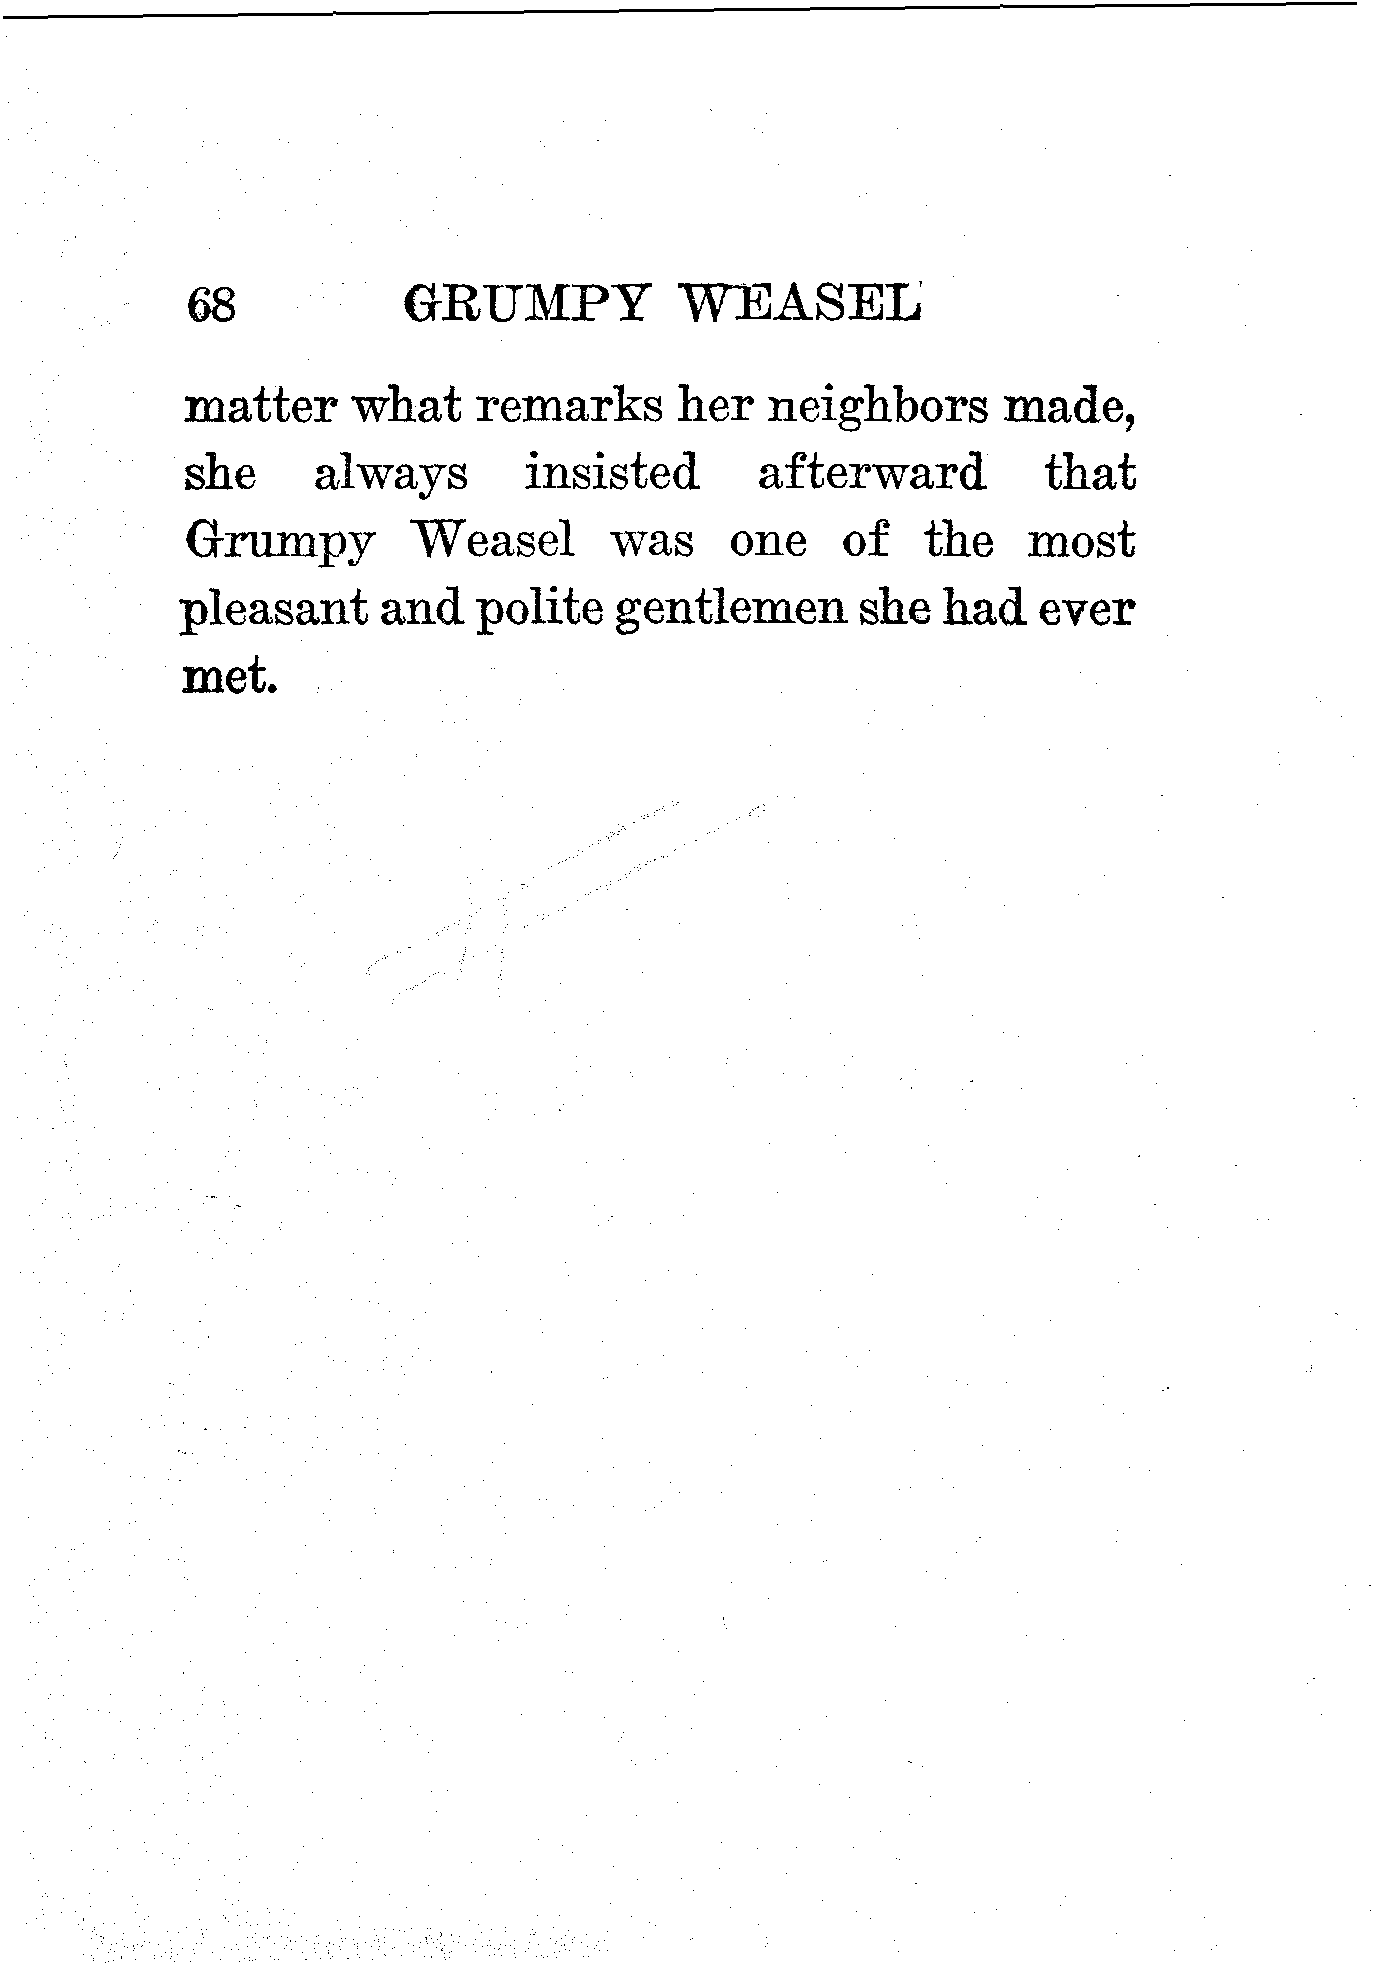 68 GRUMPY WEASEL
matter what remarks her neighbors made,
she always insisted afterward that
Grumpy Weasel was one of the most
pleasant and polite gentlemen she had ever
met.